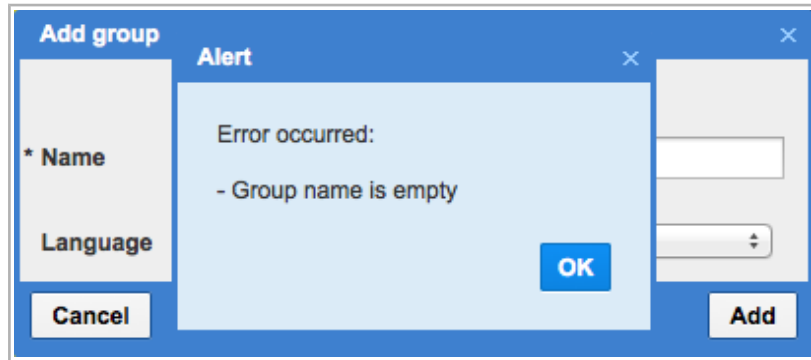 Add group
×
Alert
×
Error occurred:
- Group name is empty
* Name
Language
OK
Cancel
Add